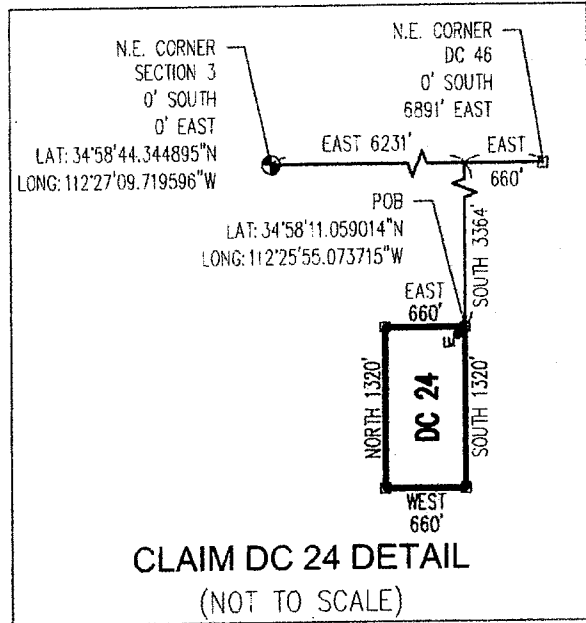 N.E. CORNER
SECTION 3
0' SOUTH
0' EAST
LAT: 34°58'44.344895"N
LONG: 112°27'09.719596"W
N.E. CORNER
DC 46
0' SOUTH
6891' EAST
EAST 6231'
EAST
660'
POB
LAT: 34°58'11.059014"N
LONG: 112°25'55.073715"W
SOUTH 3364'
EAST
660'
NORTH 1320'
DC 24
SOUTH 1320'
WEST
660'
CLAIM DC 24 DETAIL
(NOT TO SCALE)